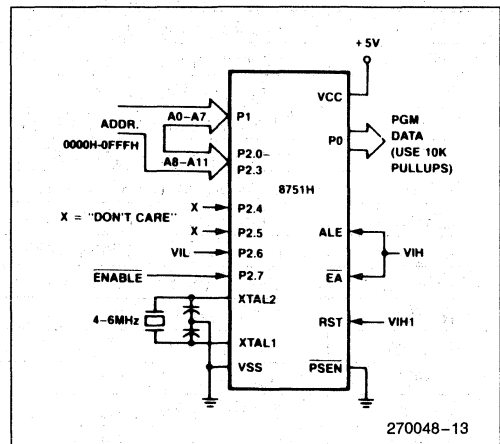 +5V
VCC
A0–A7
P1
PGM
ADDR.
P0
DATA
0000H-0FFFH
(USE 10K
A8–A11
P2.0–
PULLUPS)
P2.3
8751H
X
P2.4
X = "DON'T CARE"
X
P2.5
ALE
VIL
P2.6
VIH
ENABLE
P2.7
EA
XTAL2
4–6MHz
RST
VIH1
XTAL1
VSS
PSEN
270048–13